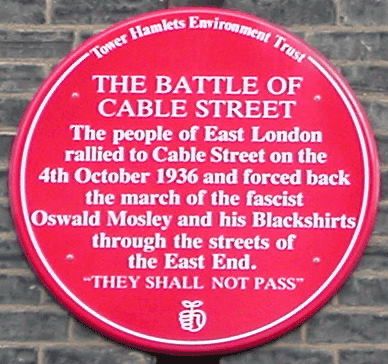 Tower Hamlets Environment Trust
THE BATTLE OF
CABLE STREET
The people of East London
rallied to Cable Street on the
4th October 1936 and forced back
the march of the fascist
Oswald Mosley and his Blackshirts
through the streets of
the East End.
"THEY SHALL NOT PASS"